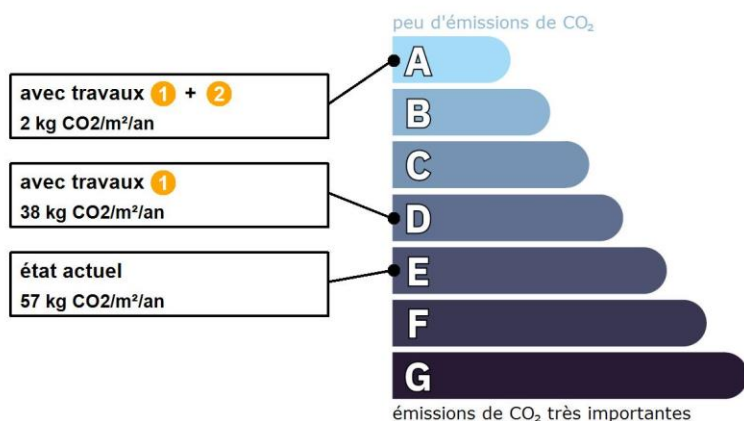 peu d'émissions de CO₂
A
avec travaux 1 + 2
2 kg CO2/m²/an
B
C
avec travaux 1
38 kg CO2/m²/an
D
état actuel
57 kg CO2/m²/an
E
F
G
émissions de CO₂ très importantes